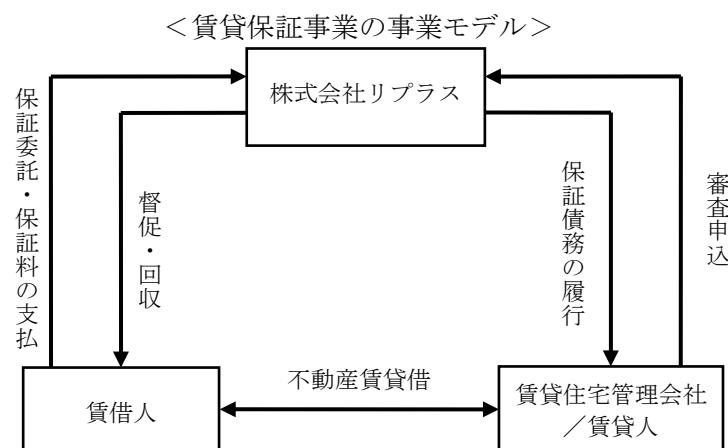 ＜賃貸保証事業の事業モデル＞
株式会社リプラス
保証委託・保証料の支払
督促・回収
保証債務の履行
審査申込
不動産賃貸借
賃借人
賃貸住宅管理会社
／賃貸人